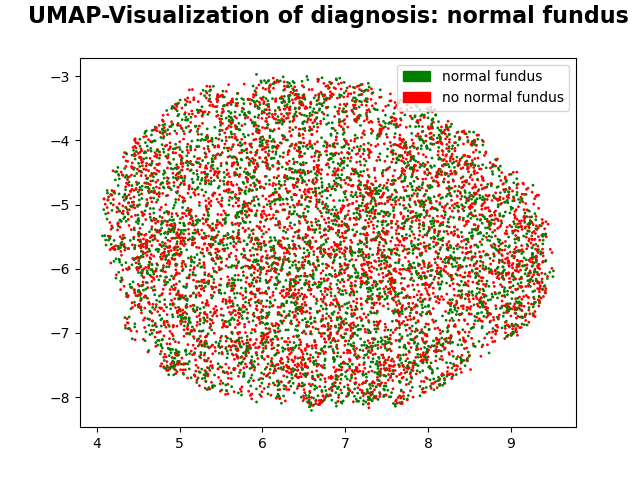 UMAP-Visualization of diagnosis: normal fundus
normal fundus
no normal fundus
−3
−4
−5
−6
−7
−8
4 5 6 7 8 9